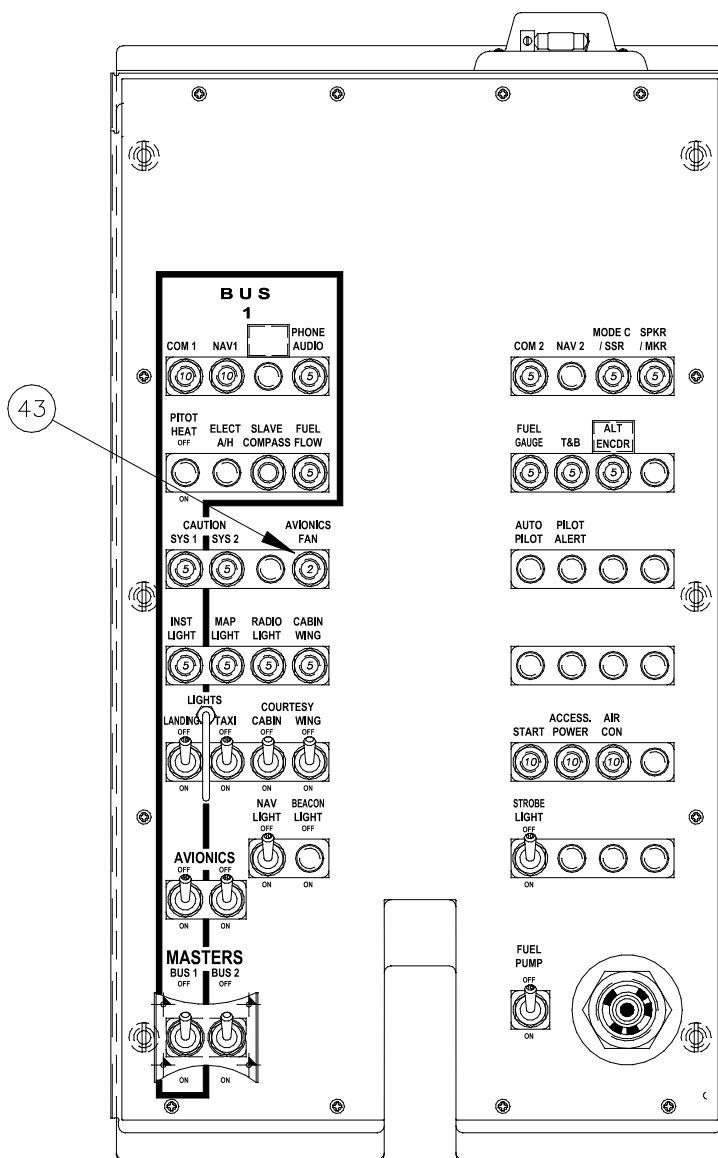 BUS
1
COM 1 NAV1 PHONE AUDIO
10 10 5
PITOT HEAT OFF ELECT A/H SLAVE COMPASS FUEL FLOW
5
ON
43
CAUTION
SYS 1 SYS 2 AVIONICS FAN
5 5 2
INST LIGHT MAP LIGHT RADIO LIGHT CABIN WING
5 5 5 5
LIGHTS
LANDING TAXI COURTESY CABIN WING
OFF OFF OFF OFF
ON ON ON ON
NAV LIGHT BEACON LIGHT
OFF OFF
ON ON
AVIONICS
OFF OFF
ON ON
MASTERS
BUS 1 BUS 2
OFF OFF
ON ON
COM 2 NAV 2 MODE C / SSR SPKR / MKR
5 5 5
FUEL GAUGE T&B ALT ENCDR
5 5 5
AUTO PILOT PILOT ALERT
START ACCESS. POWER AIR CON
10 10 10
STROBE LIGHT
OFF
ON
FUEL PUMP
OFF
ON